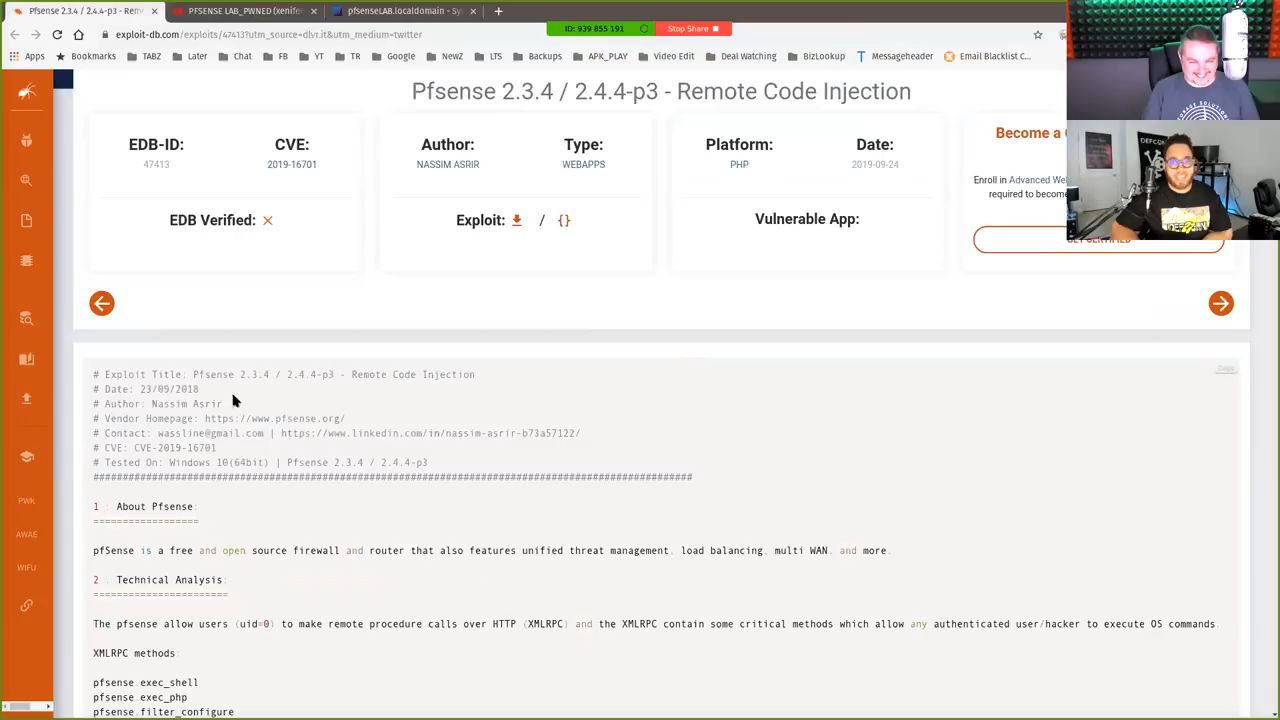 Pfsense 2.3.4 / 2.4.4-p3 - Rem
PFSENSE LAB_PWNED (xenifer
pfsenseLAB.localdomain - Sy
ID: 939 855 191
Stop Share
exploit-db.com/exploits/47413?utm_source=dlvr.it&utm_medium=twitter
Apps
Bookmarks
TABZ
Later
Chat
FB
YT
TR
Google
NewZ
LTS
Backups
APK_PLAY
Video Edit
Deal Watching
BizLookup
Messageheader
Email Blacklist C...
Pfsense 2.3.4 / 2.4.4-p3 - Remote Code Injection
EDB-ID:
47413
CVE:
2019-16701
Author:
NASSIM ASRIR
Type:
WEBAPPS
Platform:
PHP
Date:
2019-09-24
Become a
Enroll in Advanced We
required to become
EDB Verified:
Exploit: / {}
Vulnerable App:
DEFCON
# Exploit Title: Pfsense 2.3.4 / 2.4.4-p3 - Remote Code Injection
# Date: 23/09/2018
# Author: Nassim Asrir
# Vendor Homepage: https://www.pfsense.org/
# Contact: wassline@gmail.com | https://www.linkedin.com/in/nassim-asrir-b73a57122/
# CVE: CVE-2019-16701
# Tested On: Windows 10(64bit) | Pfsense 2.3.4 / 2.4.4-p3
1 : About Pfsense:
==================
pfSense is a free and open source firewall and router that also features unified threat management, load balancing, multi WAN, and more.
2 : Technical Analysis:
=======================
The pfsense allow users (uid=0) to make remote procedure calls over HTTP (XMLRPC) and the XMLRPC contain some critical methods which allow any authenticated user/hacker to execute OS commands.
XMLRPC methods:
pfsense.exec_shell
pfsense.exec_php
pfsense.filter_configure
PWK
AWAE
WIFU